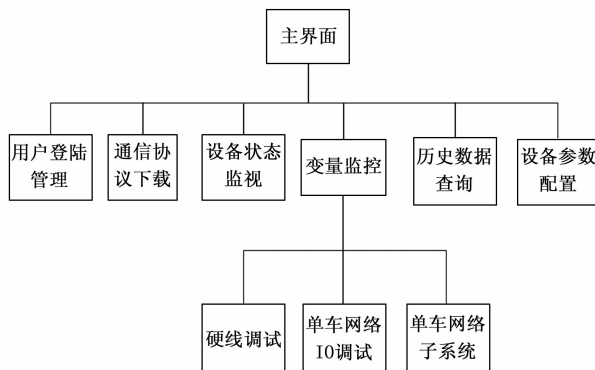 主界面
用户登陆
管理
通信协
议下载
设备状态
监视
变量监控
历史数据
查询
设备参数
配置
硬线调试
单车网络
IO调试
单车网络
子系统